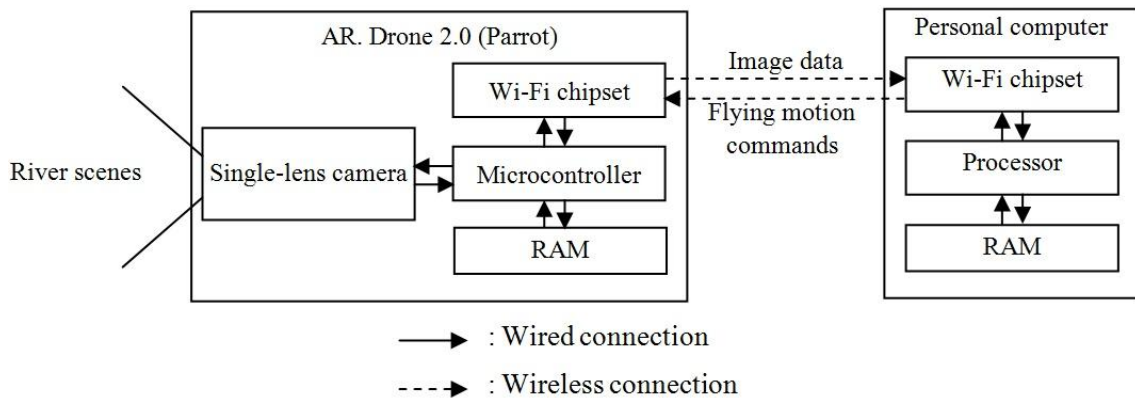 AR. Drone 2.0 (Parrot)
Wi-Fi chipset
River scenes
Single-lens camera
Microcontroller
RAM
Image data
Flying motion
commands
Personal computer
Wi-Fi chipset
Processor
RAM
: Wired connection
: Wireless connection